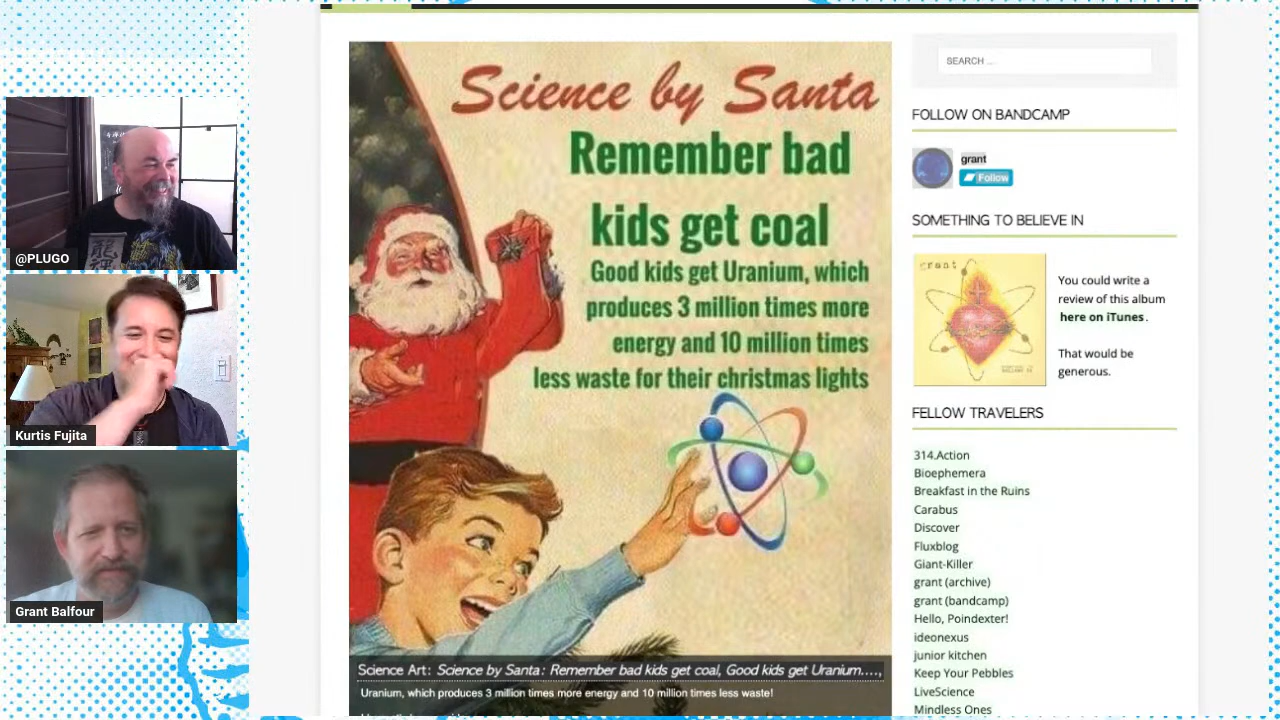 @PLUGO
Kurtis Fujita
Grant Balfour
Science by Santa
Remember bad
kids get coal
Good kids get Uranium, which
produces 3 million times more
energy and 10 million times
less waste for their christmas lights
Science Art: Science by Santa: Remember bad kids get coal, Good kids get Uranium....,
Uranium, which produces 3 million times more energy and 10 million times less waste!
SEARCH ...
FOLLOW ON BANDCAMP
grant
Follow
SOMETHING TO BELIEVE IN
grant
You could write a
review of this album
here on iTunes.
That would be
generous.
FELLOW TRAVELERS
314.Action
Bioephemera
Breakfast in the Ruins
Carabus
Discover
Fluxblog
Giant-Killer
grant (archive)
grant (bandcamp)
Hello, Poindexter!
ideonexus
junior kitchen
Keep Your Pebbles
LiveScience
Mindless Ones